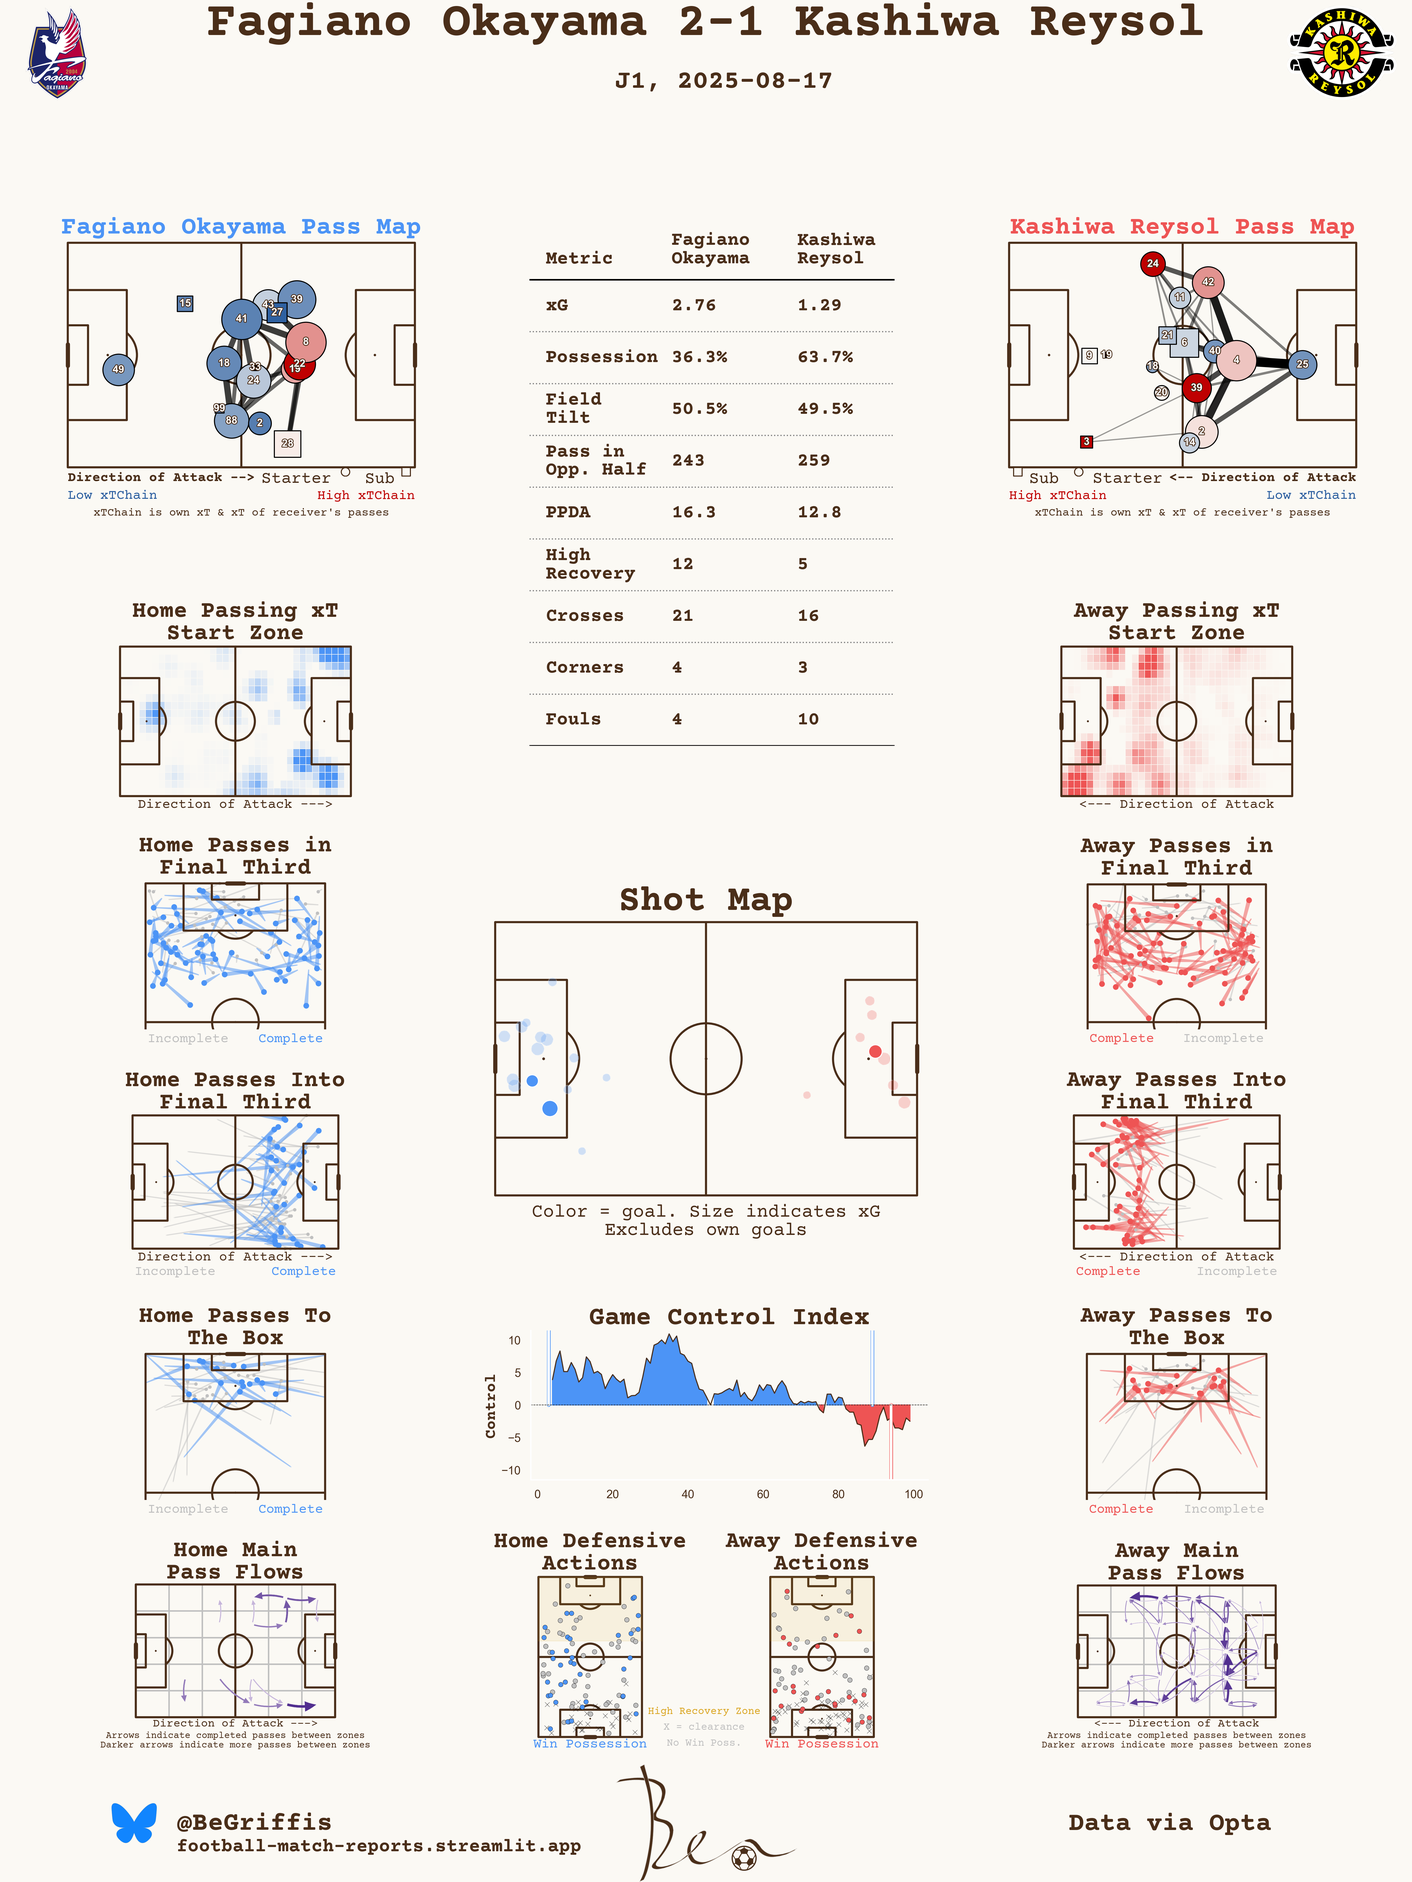 Fagiano Okayama 2-1 Kashiwa Reysol
J1, 2025-08-17
2004
Fagiano
OKAYAMA
KASHIWA
R
REYSOL
Fagiano Okayama Pass Map
15
43
39
27
41
8
18
33
22
49
24
99
88
2
28
Direction of Attack --> Starter Sub
Low xTChain High xTChain
xTChain is own xT & xT of receiver's passes
Metric Fagiano Okayama Kashiwa Reysol
xG 2.76 1.29
Possession 36.3% 63.7%
Field Tilt 50.5% 49.5%
Pass in Opp. Half 243 259
PPDA 16.3 12.8
High Recovery 12 5
Crosses 21 16
Corners 4 3
Fouls 4 10
Kashiwa Reysol Pass Map
24
42
11
21
6
40
9
19
4
25
18
20
39
3
2
14
Sub Starter <-- Direction of Attack
High xTChain Low xTChain
xTChain is own xT & xT of receiver's passes
Home Passing xT
Start Zone
Direction of Attack --->
Away Passing xT
Start Zone
<--- Direction of Attack
Home Passes in
Final Third
Incomplete Complete
Away Passes in
Final Third
Complete Incomplete
Shot Map
Color = goal. Size indicates xG
Excludes own goals
Home Passes Into
Final Third
Direction of Attack --->
Incomplete Complete
Away Passes Into
Final Third
<--- Direction of Attack
Complete Incomplete
Home Passes To
The Box
Incomplete Complete
Game Control Index
Control
10
5
0
−5
−10
0 20 40 60 80 100
Away Passes To
The Box
Complete Incomplete
Home Main
Pass Flows
Direction of Attack --->
Arrows indicate completed passes between zones
Darker arrows indicate more passes between zones
Home Defensive
Actions
Win Possession
Away Defensive
Actions
Win Possession
High Recovery Zone
X = clearance
No Win Poss.
Away Main
Pass Flows
<--- Direction of Attack
Arrows indicate completed passes between zones
Darker arrows indicate more passes between zones
@BeGriffis
football-match-reports.streamlit.app
Ben
Data via Opta